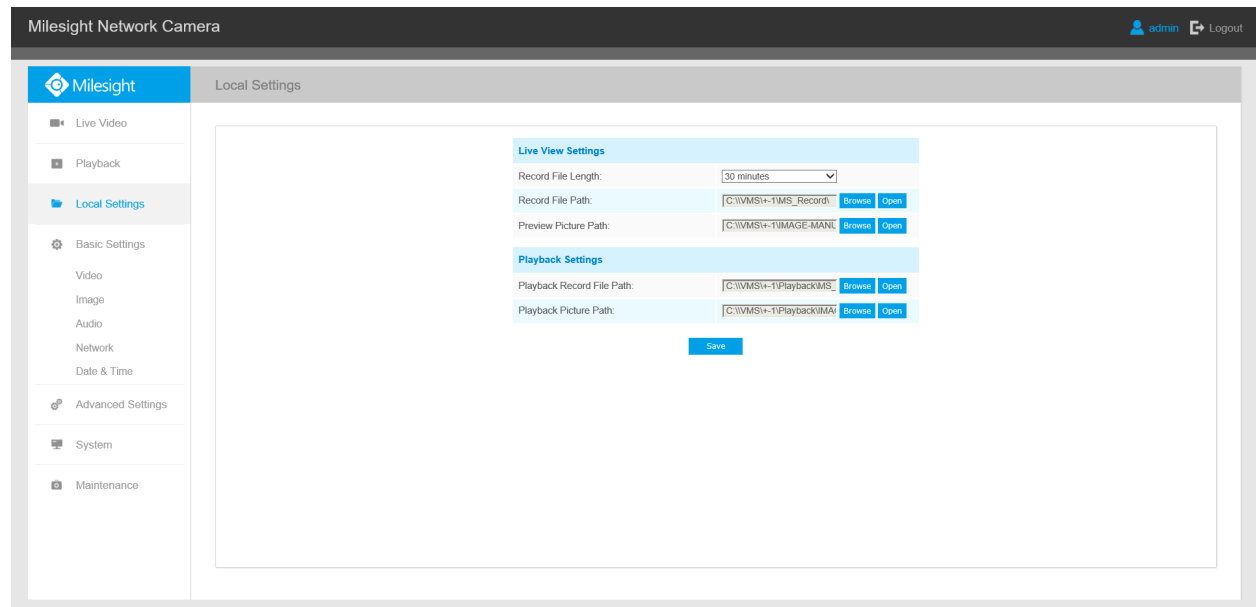 Milesight Network Camera
admin Logout
Milesight
Local Settings
Live Video
Playback
Local Settings
Basic Settings
Video
Image
Audio
Network
Date & Time
Advanced Settings
System
Maintenance
Live View Settings
Record File Length: 30 minutes
Record File Path: C:\\VMS\+-1\MS_Record\ Browse Open
Preview Picture Path: C:\\VMS\+-1\IMAGE-MANU Browse Open
Playback Settings
Playback Record File Path: C:\\VMS\+-1\Playback\MS_ Browse Open
Playback Picture Path: C:\\VMS\+-1\Playback\IMA Browse Open
Save